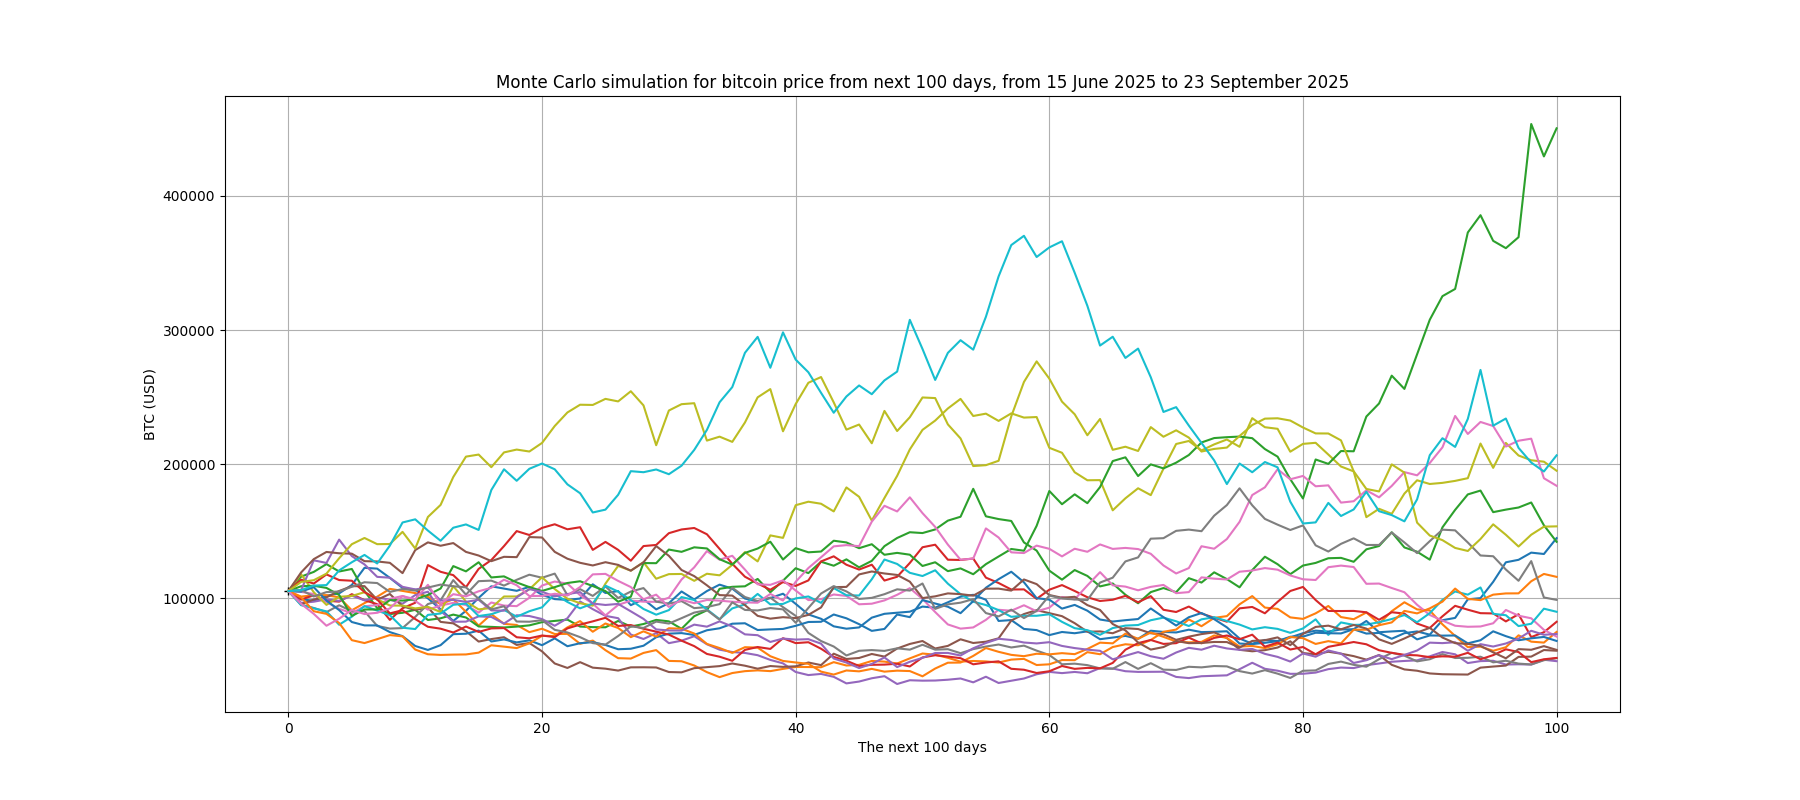 Monte Carlo simulation for bitcoin price from next 100 days, from 15 June 2025 to 23 September 2025
400000
300000
200000
100000
BTC (USD)
0 20 40 60 80 100
The next 100 days